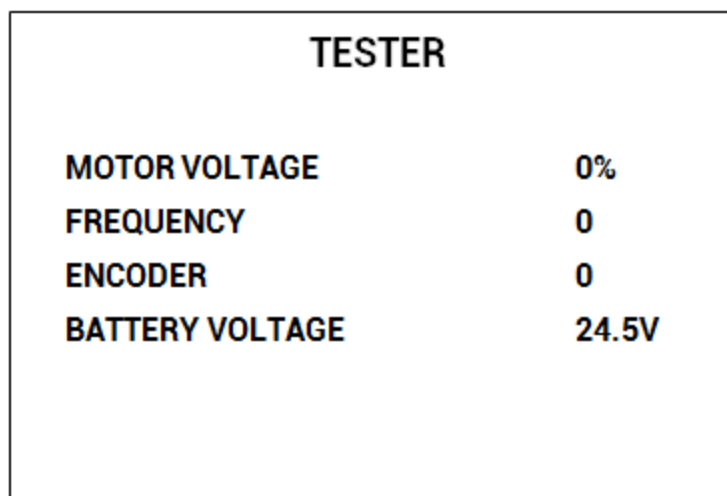 TESTER
MOTOR VOLTAGE 0%
FREQUENCY 0
ENCODER 0
BATTERY VOLTAGE 24.5V